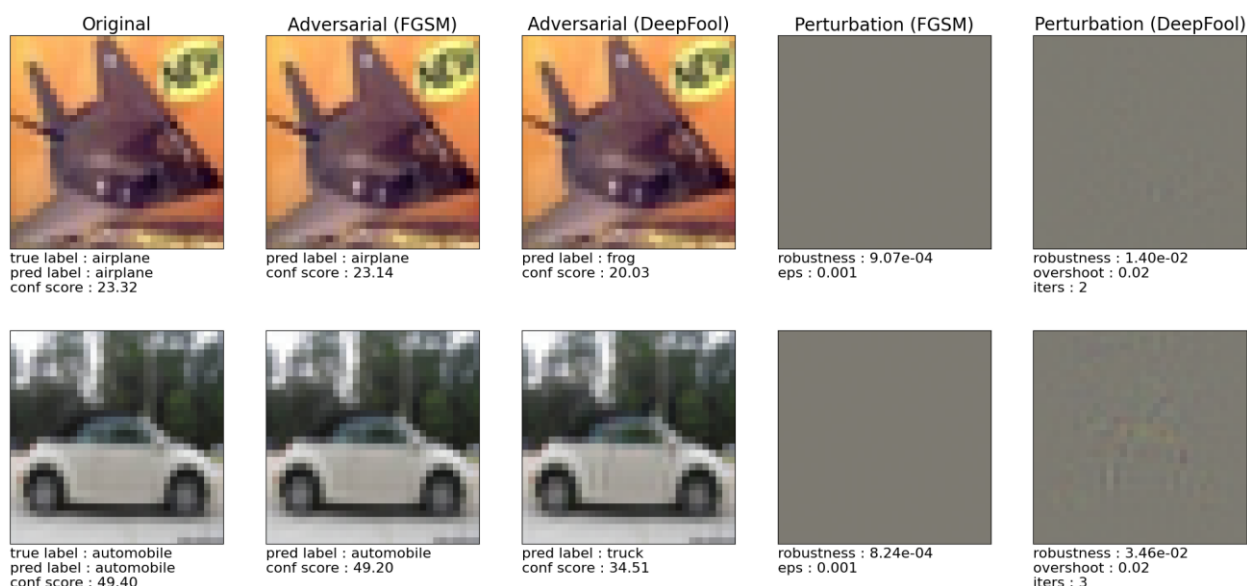 Original
Adversarial (FGSM)
Adversarial (DeepFool)
Perturbation (FGSM)
Perturbation (DeepFool)
true label : airplane
pred label : airplane
conf score : 23.32
pred label : airplane
conf score : 23.14
pred label : frog
conf score : 20.03
robustness : 9.07e-04
eps : 0.001
robustness : 1.40e-02
overshoot : 0.02
iters : 2
true label : automobile
pred label : automobile
conf score : 49.40
pred label : automobile
conf score : 49.20
pred label : truck
conf score : 34.51
robustness : 8.24e-04
eps : 0.001
robustness : 3.46e-02
overshoot : 0.02
iters : 3